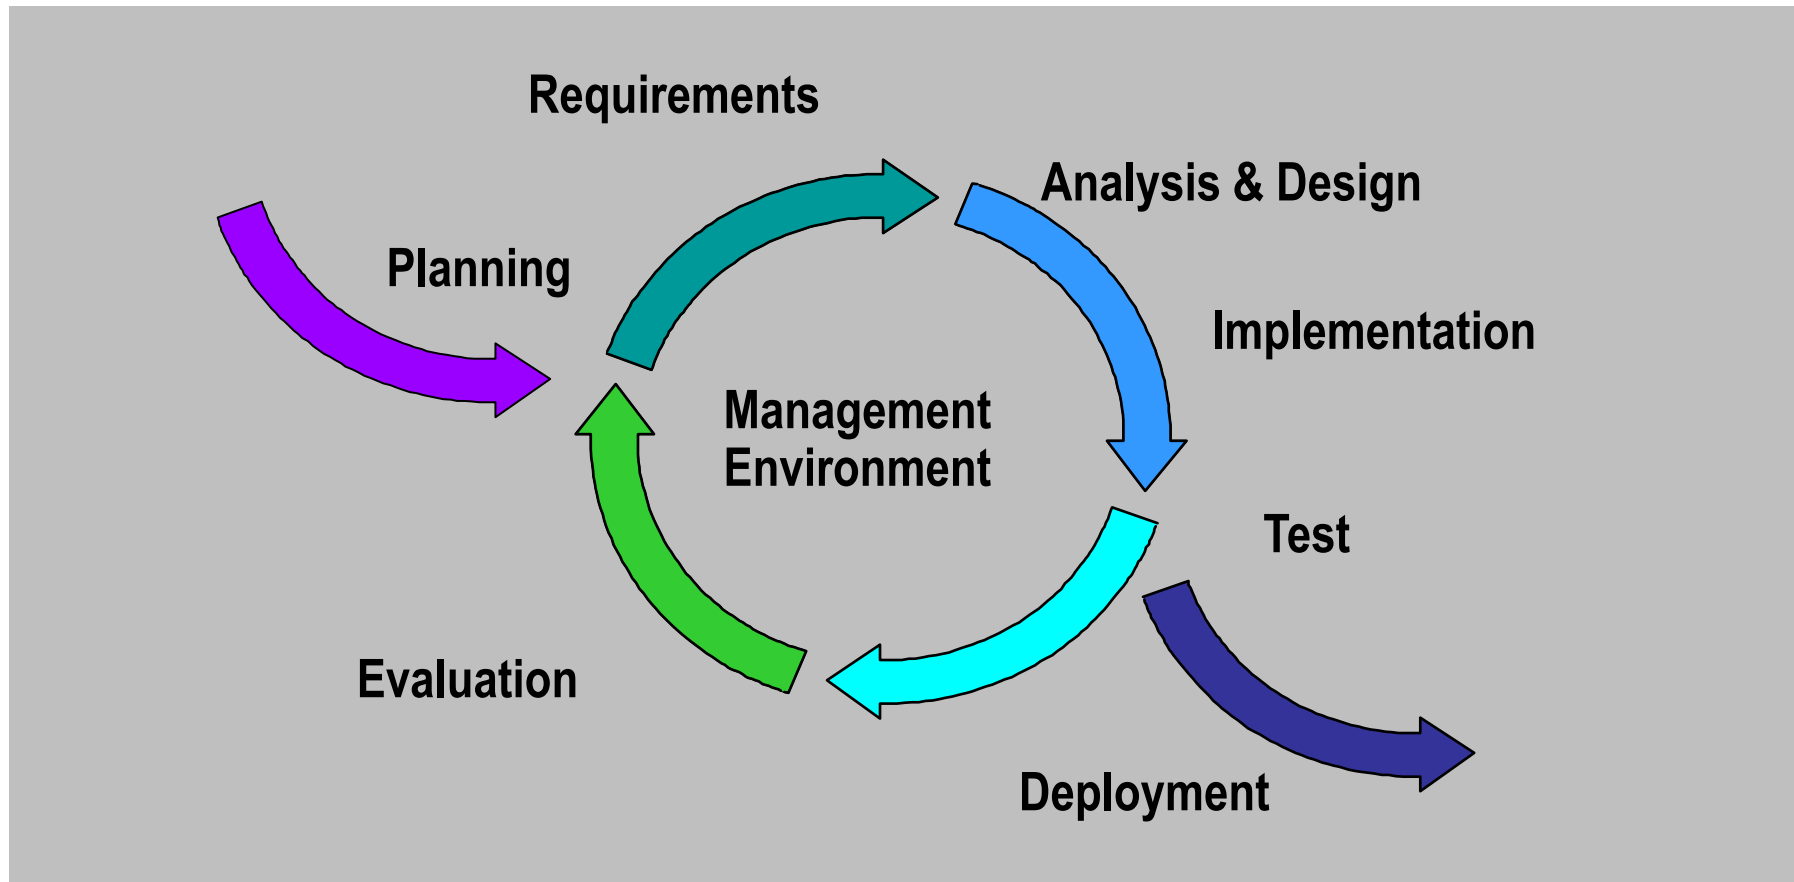 Requirements
Analysis & Design
Planning
Implementation
Management
Environment
Test
Evaluation
Deployment